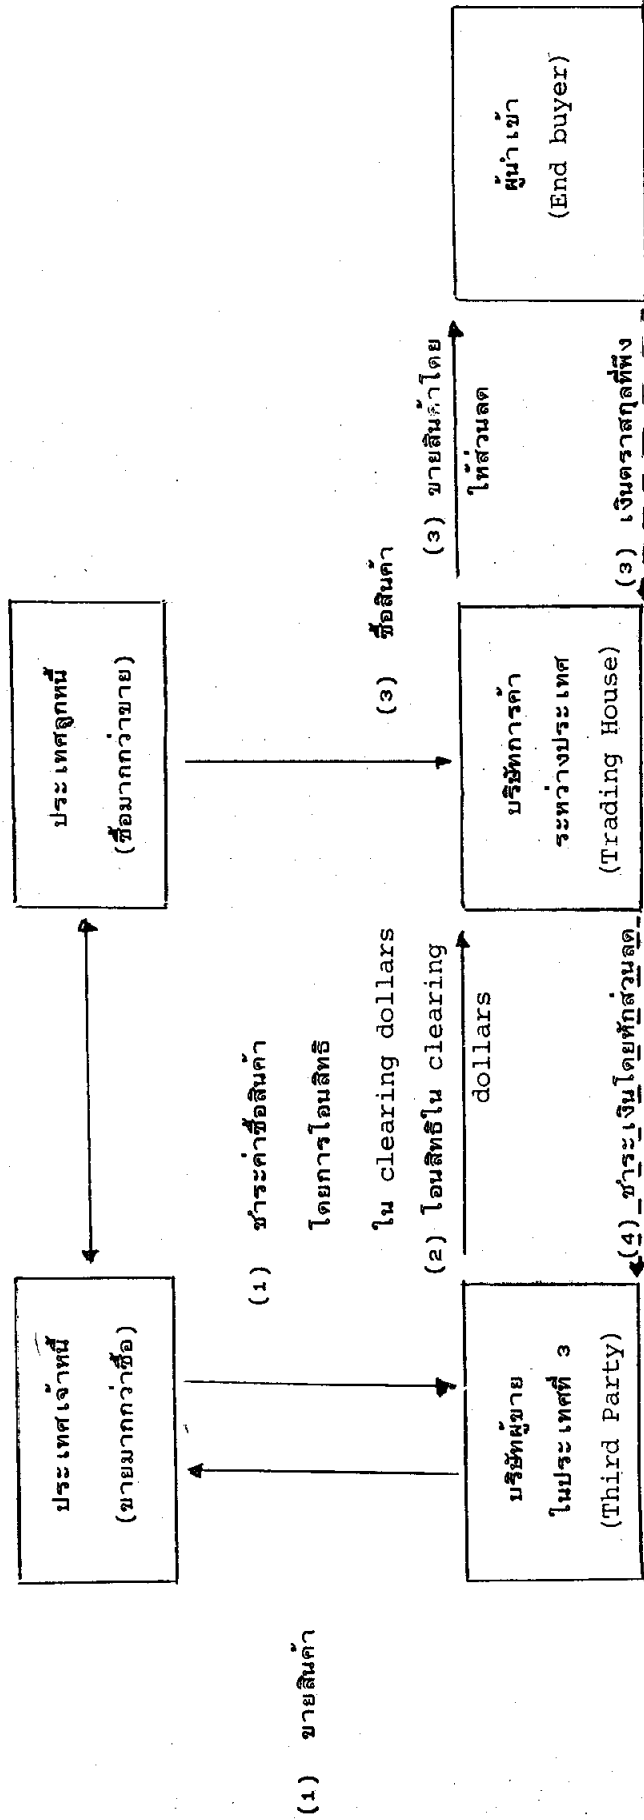 ประเทศเจ้าหนี้
(ขายมากกว่าซื้อ)
ประเทศลูกหนี้
(ซื้อมากกว่าขาย)
(1) ขายสินค้า
(1) ชำระค่าซื้อสินค้า
โดยการโอนสิทธิ
ใน clearing dollars
(2) โอนสิทธิใน clearing
dollars
(3) ซื้อสินค้า
(3) ขายสินค้าโดย
ให้ส่วนลด
บริษัทผู้ขาย
ในประเทศที่ 3
(Third Party)
บริษัทการค้า
ระหว่างประเทศ
(Trading House)
ผู้นำเข้า
(End buyer)
(4) ชำระเงินโดยหักส่วนลด
(3) เงินตราสกุลที่พึง